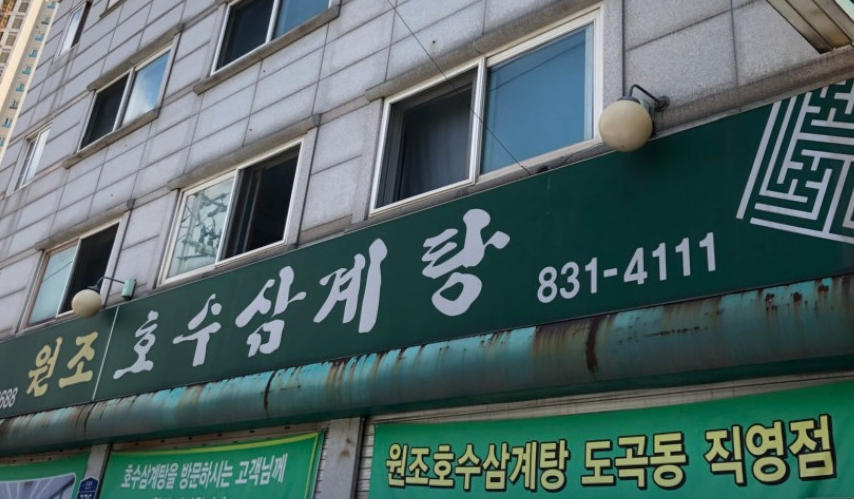 원조 호수삼계탕 831-4111
호수삼계탕을 방문하시는 고객님께
원조호수삼계탕 도곡동 직영점